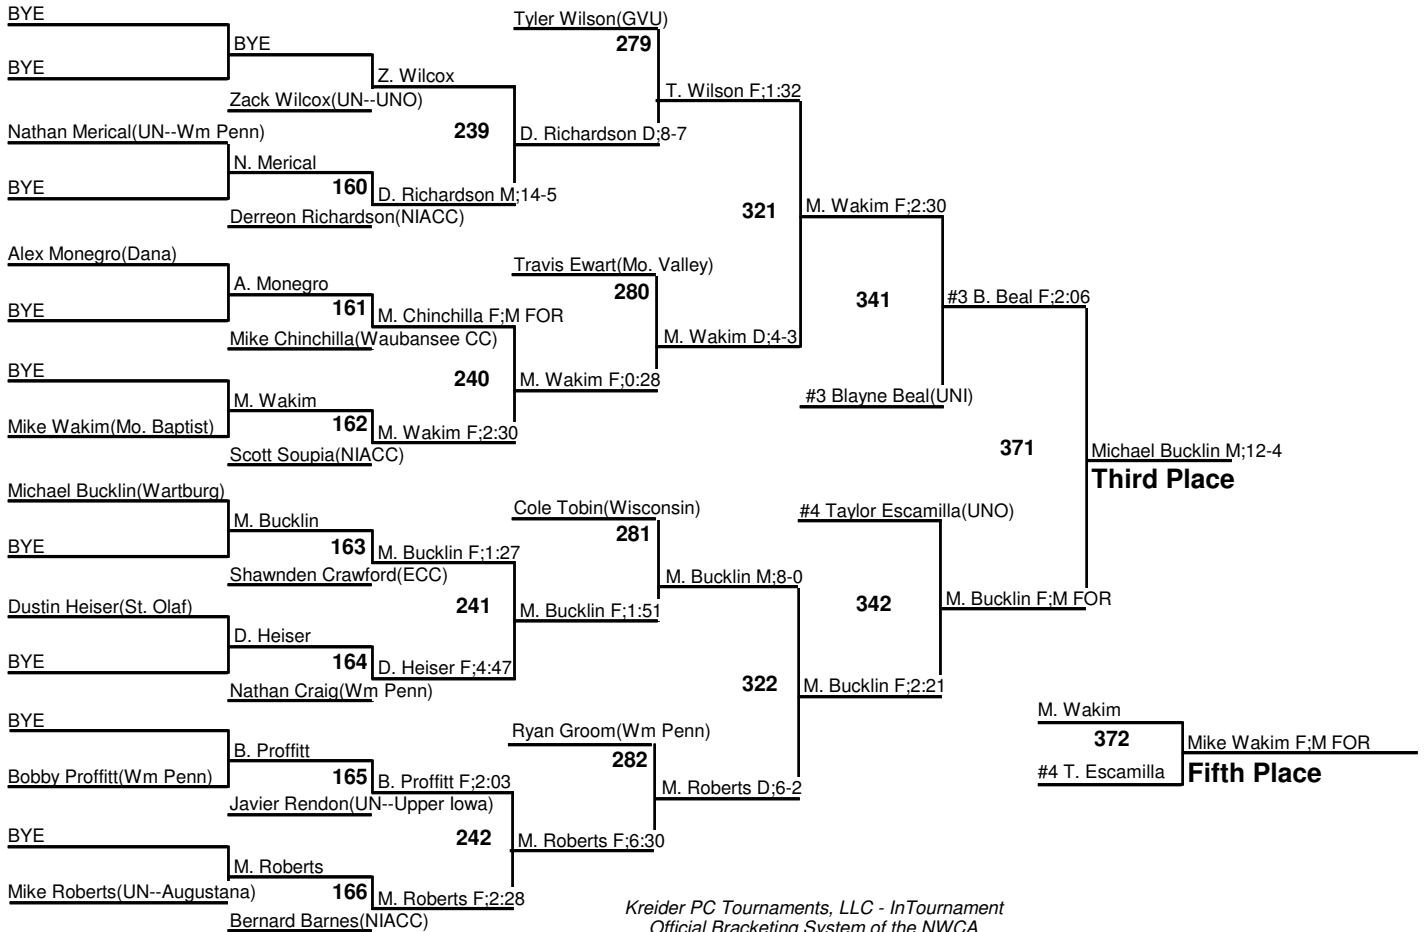 BYE
Tyler Wilson(GVU)
BYE
279
BYE
Z. Wilcox
T. Wilson F;1:32
Zack Wilcox(UN--UNO)
Nathan Merical(UN--Wm Penn)
239
D. Richardson D;8-7
N. Merical
BYE
160
D. Richardson M;14-5
321
M. Wakim F;2:30
Derreon Richardson(NIACC)
Alex Monegro(Dana)
Travis Ewart(Mo. Valley)
A. Monegro
280
341
#3 B. Beal F;2:06
BYE
161
M. Chinchilla F;M FOR
Mike Chinchilla(Waubansee CC)
M. Wakim D;4-3
BYE
240
M. Wakim F;0:28
M. Wakim
#3 Blayne Beal(UNI)
Mike Wakim(Mo. Baptist)
162
M. Wakim F;2:30
Scott Soupia(NIACC)
371
Michael Bucklin M;12-4
Third Place
Michael Bucklin(Wartburg)
Cole Tobin(Wisconsin)
#4 Taylor Escamilla(UNO)
M. Bucklin
281
BYE
163
M. Bucklin F;1:27
Shawnden Crawford(ECC)
M. Bucklin M;8-0
Dustin Heiser(St. Olaf)
241
M. Bucklin F;1:51
342
M. Bucklin F;M FOR
D. Heiser
BYE
164
D. Heiser F;4:47
Nathan Craig(Wm Penn)
322
M. Bucklin F;2:21
BYE
Ryan Groom(Wm Penn)
M. Wakim
B. Proffitt
282
372
Mike Wakim F;M FOR
Bobby Proffitt(Wm Penn)
165
B. Proffitt F;2:03
M. Roberts D;6-2
#4 T. Escamilla
Fifth Place
Javier Rendon(UN--Upper Iowa)
BYE
242
M. Roberts F;6:30
M. Roberts
Mike Roberts(UN--Augustana)
166
M. Roberts F;2:28
Bernard Barnes(NIACC)
Kreider PC Tournaments, LLC - InTournament
Official Bracketing System of the NWCA